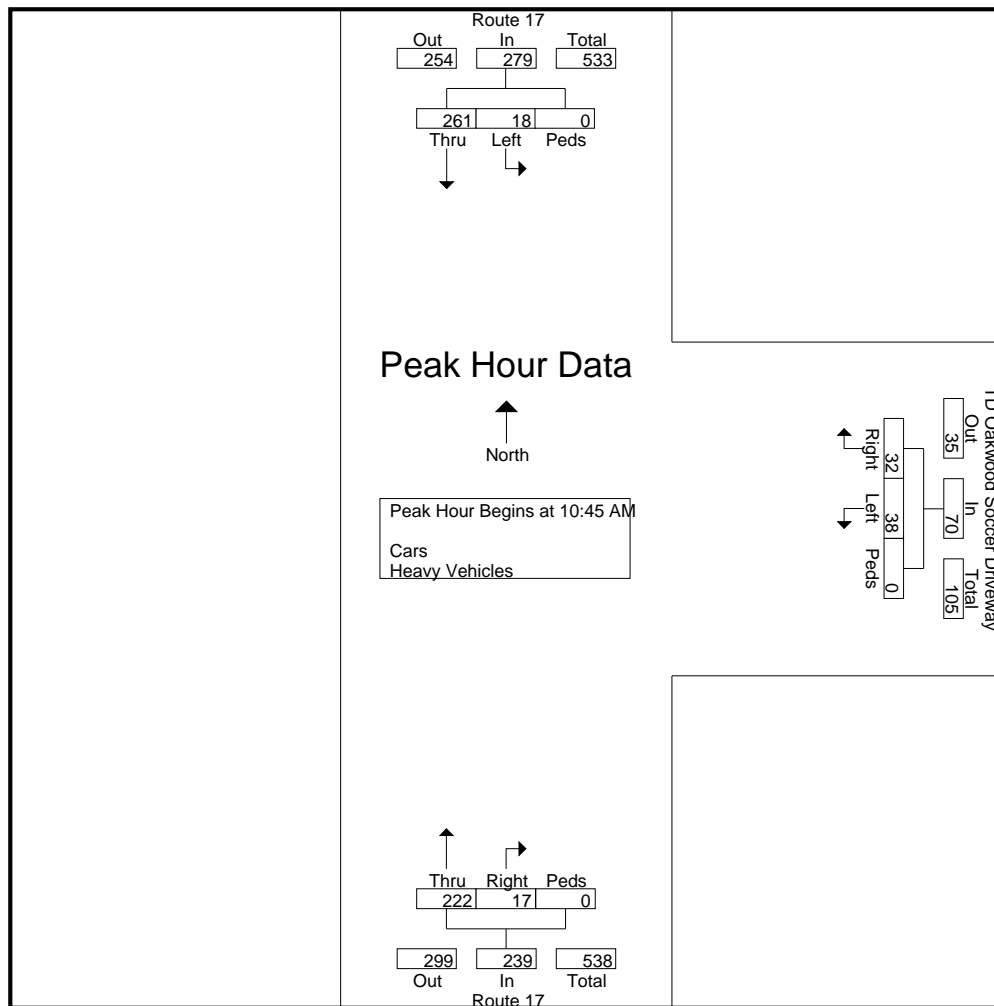 Route 17
Out In Total
254 279 533
261 18 0
Thru Left Peds
Peak Hour Data
North
Peak Hour Begins at 10:45 AM
Cars
Heavy Vehicles
TD Oakwood Soccer Driveway
Out In Total
35 70 105
32 38 0
Right Left Peds
Thru Right Peds
222 17 0
299 239 538
Out In Total
Route 17